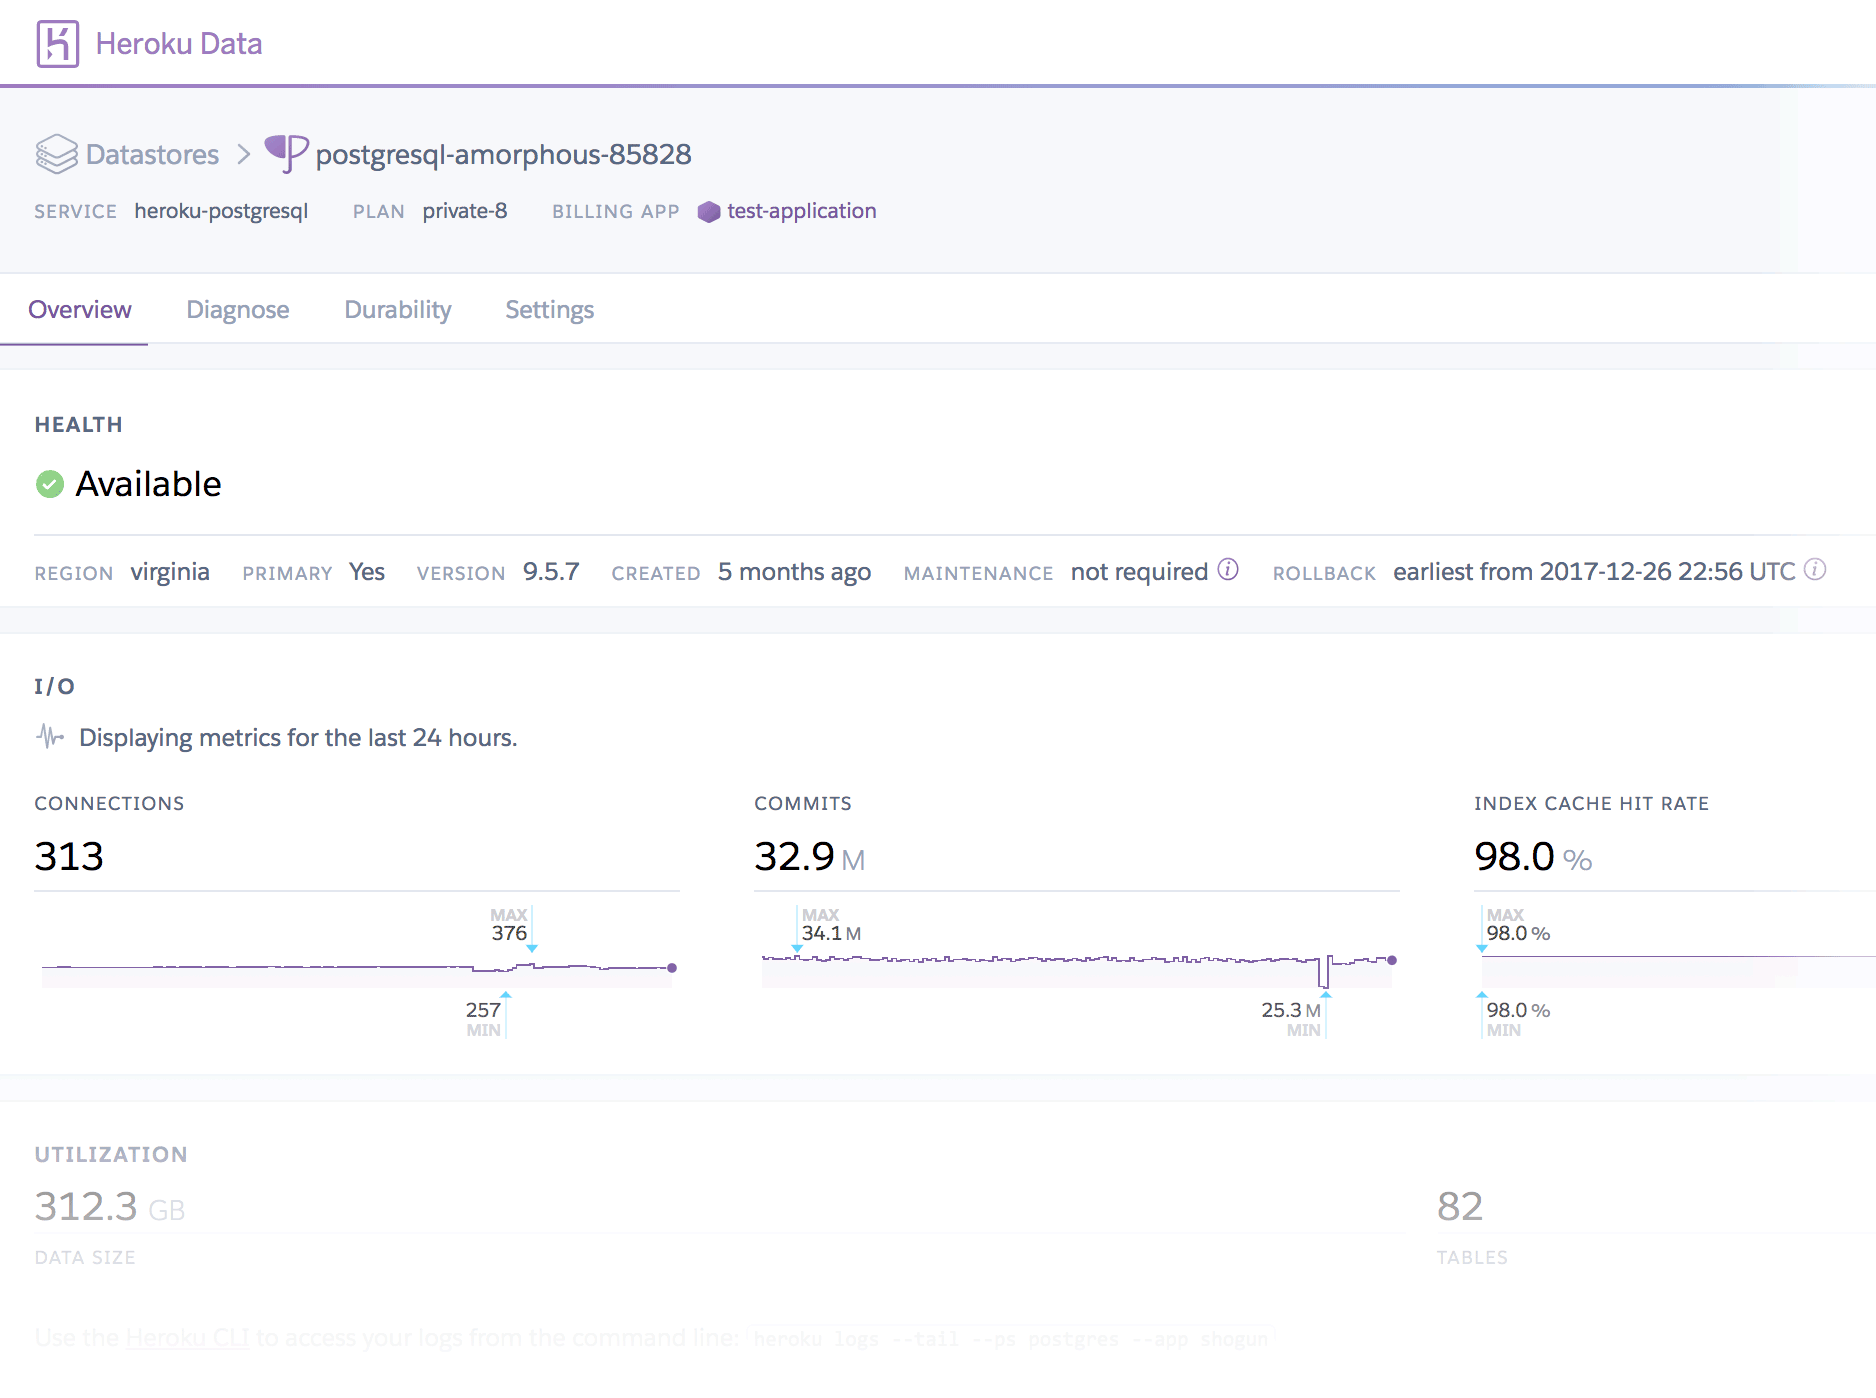 Heroku Data
Datastores > postgresql-amorphous-85828
SERVICE heroku-postgresql PLAN private-8 BILLING APP test-application
Overview Diagnose Durability Settings
HEALTH
Available
REGION virginia PRIMARY Yes VERSION 9.5.7 CREATED 5 months ago MAINTENANCE not required ROLLBACK earliest from 2017-12-26 22:56 UTC
I/O
Displaying metrics for the last 24 hours.
CONNECTIONS
313
MAX
376
257
MIN
COMMITS
32.9 M
MAX
34.1 M
25.3 M
MIN
INDEX CACHE HIT RATE
98.0 %
MAX
98.0 %
98.0 %
MIN
UTILIZATION
312.3 GB
DATA SIZE
82
TABLES
Use the Heroku CLI to access your logs from the command line: heroku logs --tail --ps postgres --app shogun